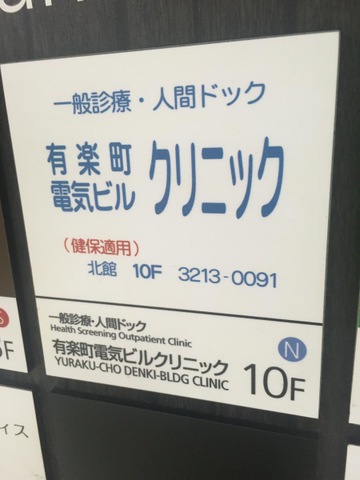 一般診療・人間ドック
有楽町
電気ビル クリニック
(健保適用)
北館 10F 3213-0091
一般診療・人間ドック
Health Screening Outpatient Clinic
有楽町電気ビルクリニック
YURAKU-CHO DENKI-BLDG CLINIC
N
10F
F
ィス